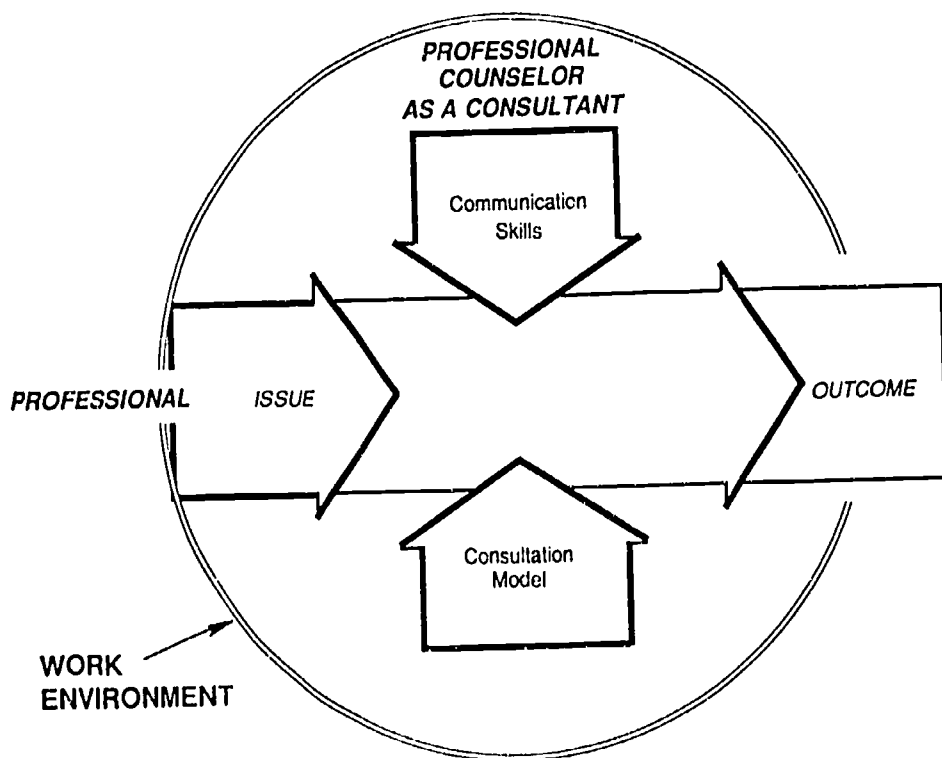 PROFESSIONAL
COUNSELOR
AS A CONSULTANT
Communication
Skills
PROFESSIONAL
ISSUE
OUTCOME
Consultation
Model
WORK
ENVIRONMENT